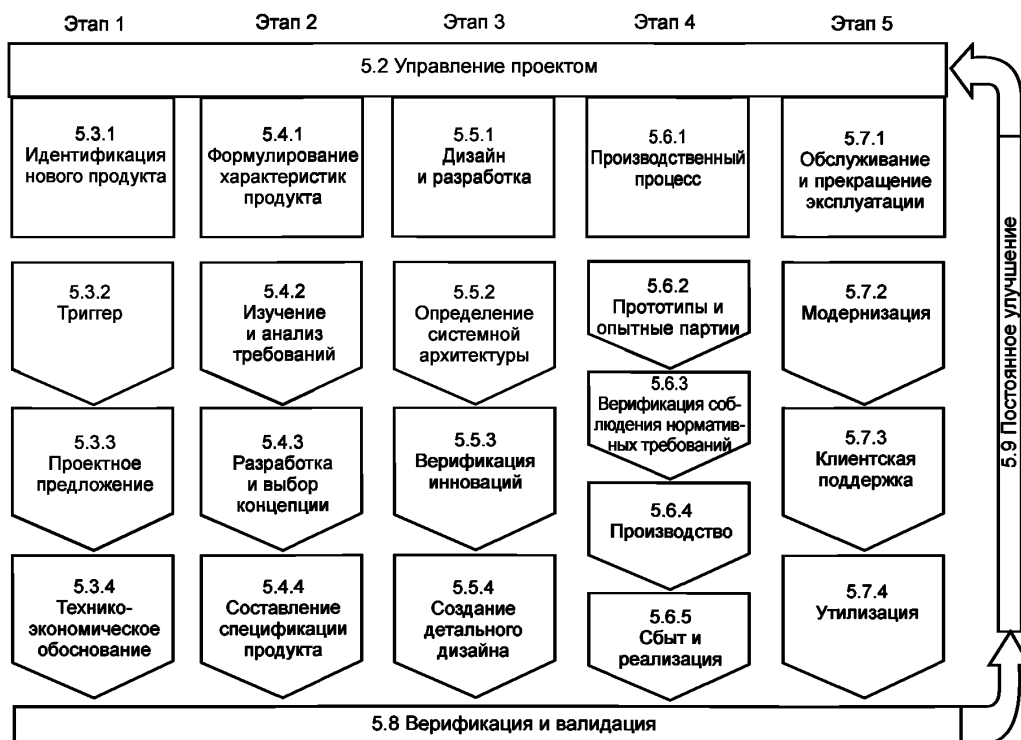 Этап 1
Этап 2
Этап 3
Этап 4
Этап 5
5.2 Управление проектом
5.3.1
Идентификация
нового продукта
5.4.1
Формулирование
характеристик
продукта
5.5.1
Дизайн
и разработка
5.6.1
Производственный
процесс
5.7.1
Обслуживание
и прекращение
эксплуатации
5.3.2
Триггер
5.4.2
Изучение
и анализ
требований
5.5.2
Определение
системной
архитектуры
5.6.2
Прототипы и
опытные партии
5.7.2
Модернизация
5.6.3
Верификация соб-
людения норматив-
ных требований
5.3.3
Проектное
предложение
5.4.3
Разработка
и выбор
концепции
5.5.3
Верификация
инноваций
5.7.3
Клиентская
поддержка
5.6.4
Производство
5.3.4
Технико-
экономическое
обоснование
5.4.4
Составление
спецификации
продукта
5.5.4
Создание
детального
дизайна
5.6.5
Сбыт и
реализация
5.7.4
Утилизация
5.8 Верификация и валидация
5.9 Постоянное улучшение